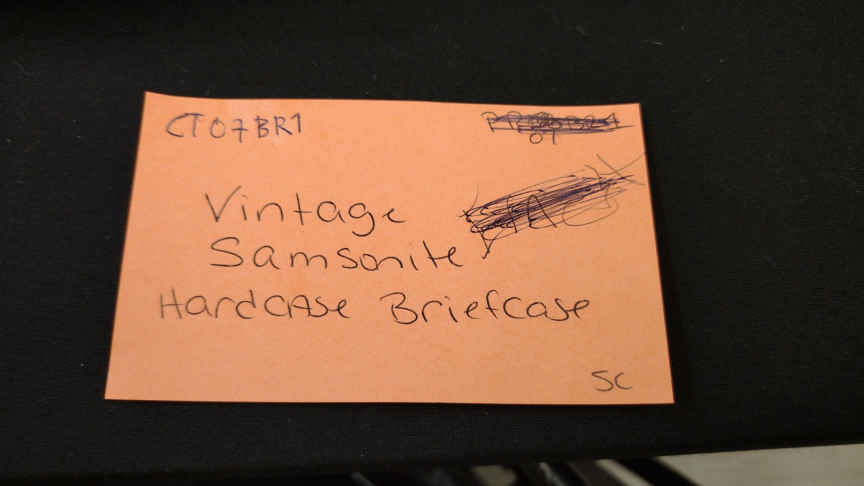 CT07BR1
01
Vintage
Samsonite
Hardcase Briefcase
SC